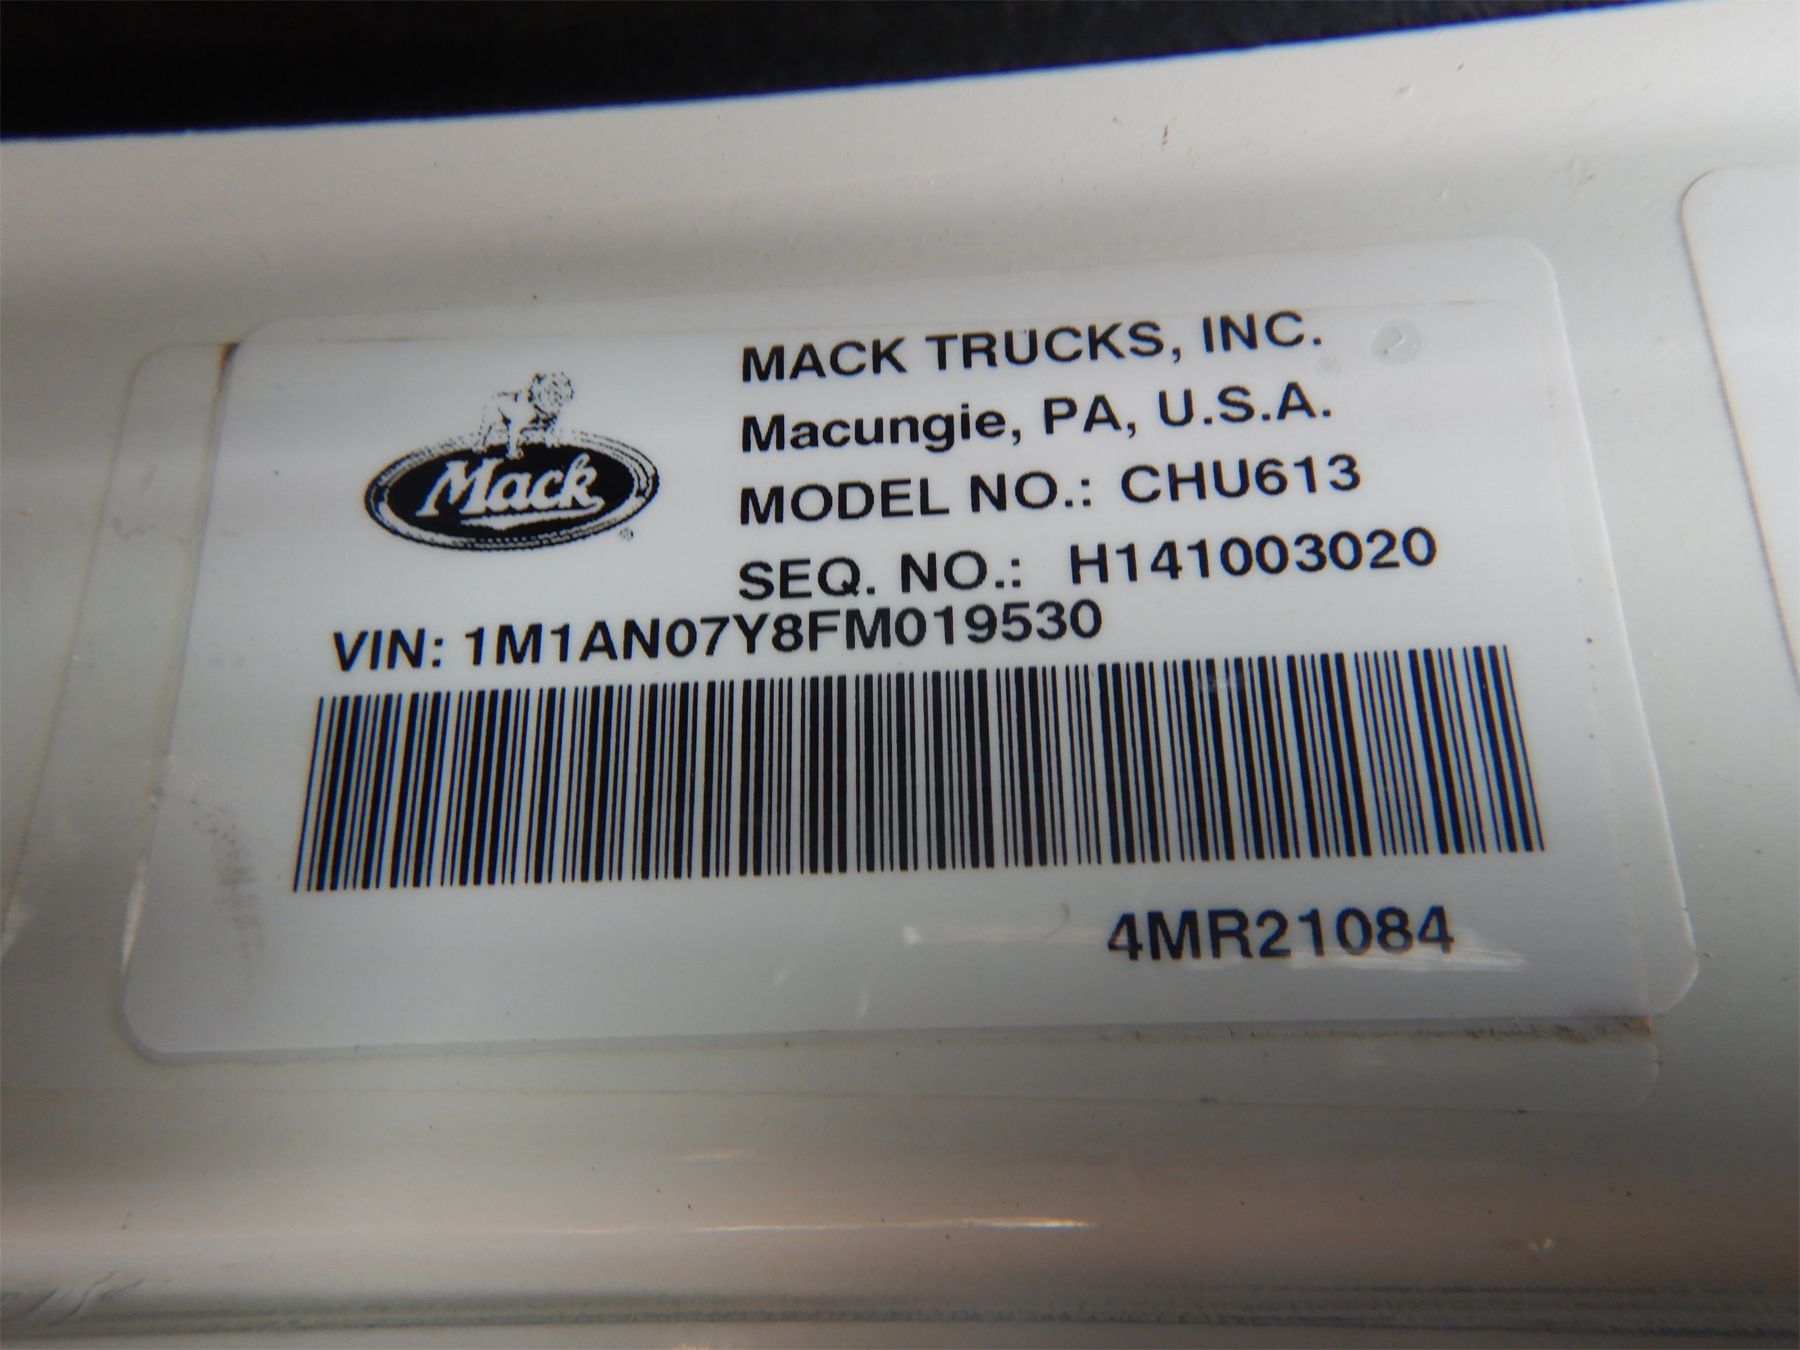 Mack
®
MACK TRUCKS, INC.
Macungie, PA, U.S.A.
MODEL NO.: CHU613
SEQ. NO.: H141003020
VIN: 1M1AN07Y8FM019530
4MR21084